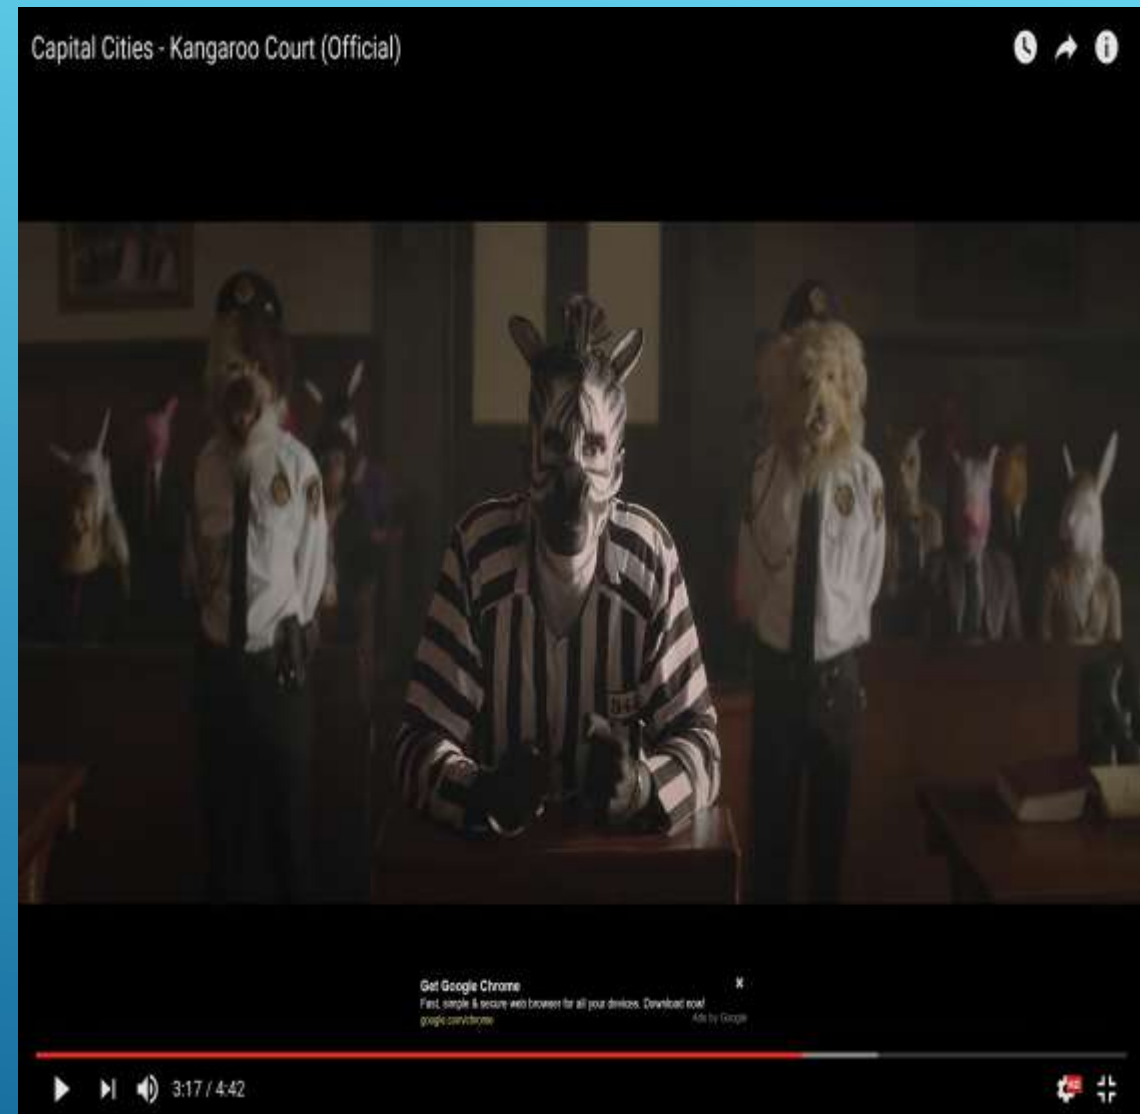 Capital Cities - Kangaroo Court (Official)
Get Google Chrome
Fast, simple & secure web browser for all your devices. Download now!
google.com/chrome
Ads by Google
3:17 / 4:42